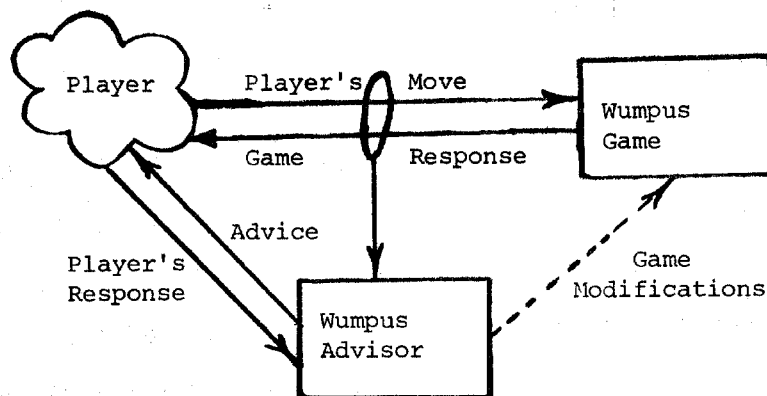 Player
Player's Move
Wumpus
Game
Game Response
Advice
Player's
Response
Game
Modifications
Wumpus
Advisor